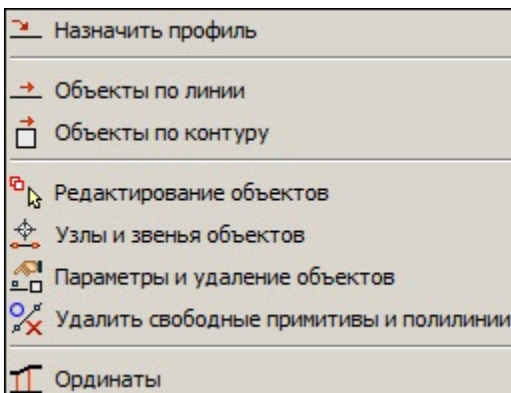 Назначить профиль
Объекты по линии
Объекты по контуру
Редактирование объектов
Узлы и звенья объектов
Параметры и удаление объектов
Удалить свободные примитивы и полилинии
Ординаты